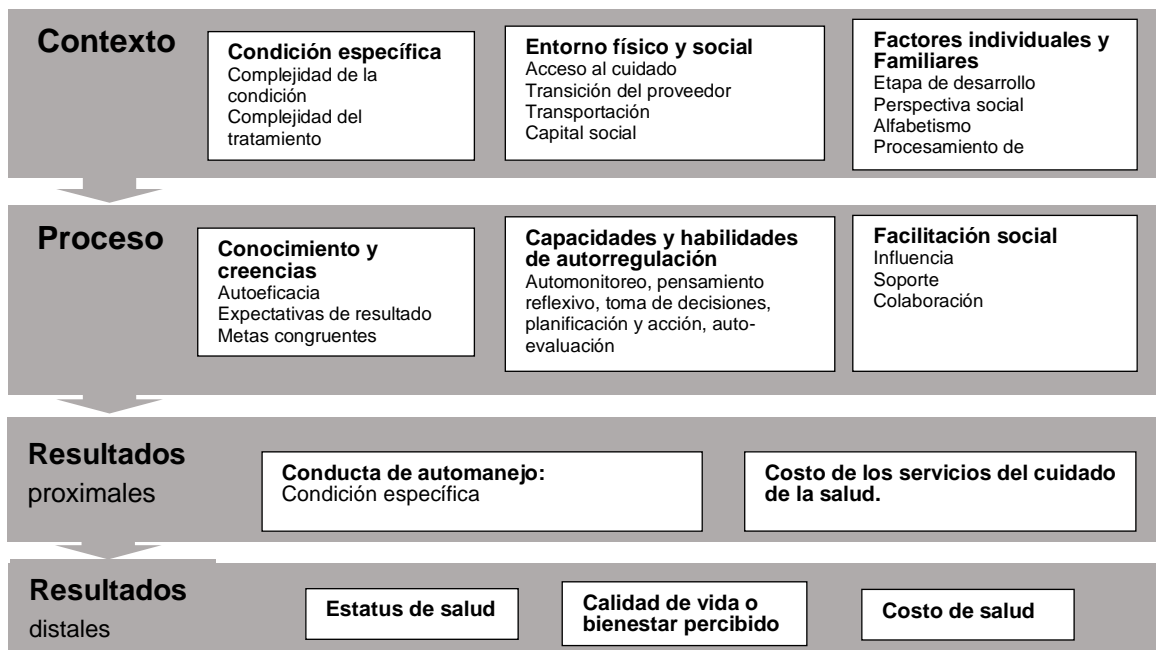 Contexto
Condición específica
Complejidad de la
condición
Complejidad del
tratamiento
Entorno físico y social
Acceso al cuidado
Transición del proveedor
Transportación
Capital social
Factores individuales y
Familiares
Etapa de desarrollo
Perspectiva social
Alfabetismo
Procesamiento de
Proceso
Conocimiento y
creencias
Autoeficacia
Expectativas de resultado
Metas congruentes
Capacidades y habilidades
de autorregulación
Automonitoreo, pensamiento
reflexivo, toma de decisiones,
planificación y acción, auto-
evaluación
Facilitación social
Influencia
Soporte
Colaboración
Resultados
proximales
Conducta de automanejo:
Condición específica
Costo de los servicios del cuidado
de la salud.
Resultados
distales
Estatus de salud
Calidad de vida o
bienestar percibido
Costo de salud